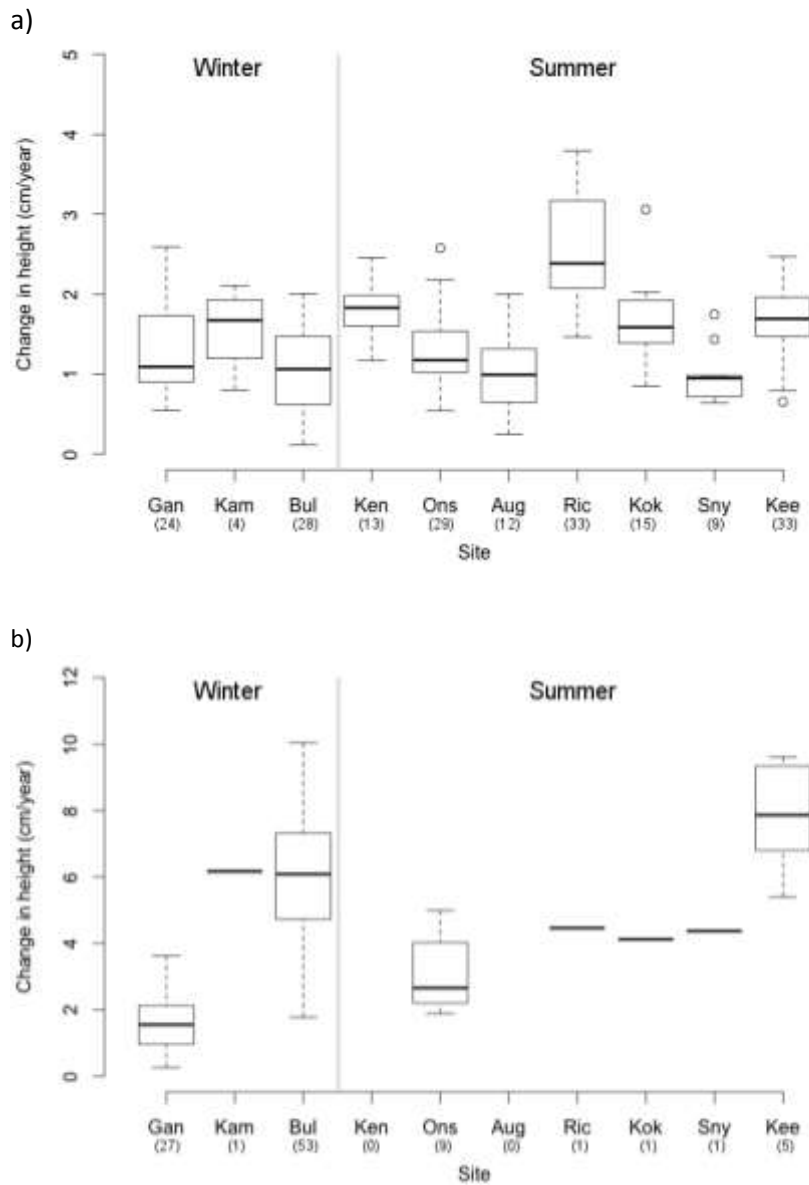 a)
Winter Summer
Change in height (cm/year)
5
4
3
2
1
0
Gan Kam Bul Ken Ons Aug Ric Kok Sny Kee
(24) (4) (28) (13) (29) (12) (33) (15) (9) (33)
Site
b)
Winter Summer
Change in height (cm/year)
12
10
8
6
4
2
0
Gan Kam Bul Ken Ons Aug Ric Kok Sny Kee
(27) (1) (53) (0) (9) (0) (1) (1) (1) (5)
Site